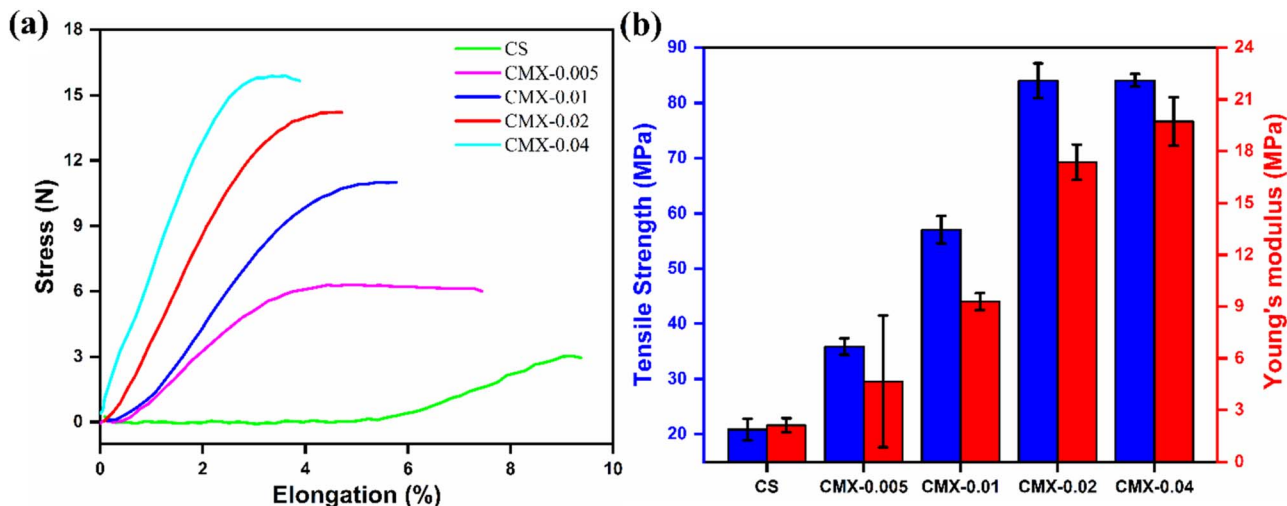 (a)
18
15
12
9
6
3
0
Stress (N)
0 2 4 6 8 10
Elongation (%)
CS
CMX-0.005
CMX-0.01
CMX-0.02
CMX-0.04
(b)
90
80
70
60
50
40
30
20
Tensile Strength (MPa)
CS CMX-0.005 CMX-0.01 CMX-0.02 CMX-0.04
24
21
18
15
12
9
6
3
0
Young's modulus (MPa)